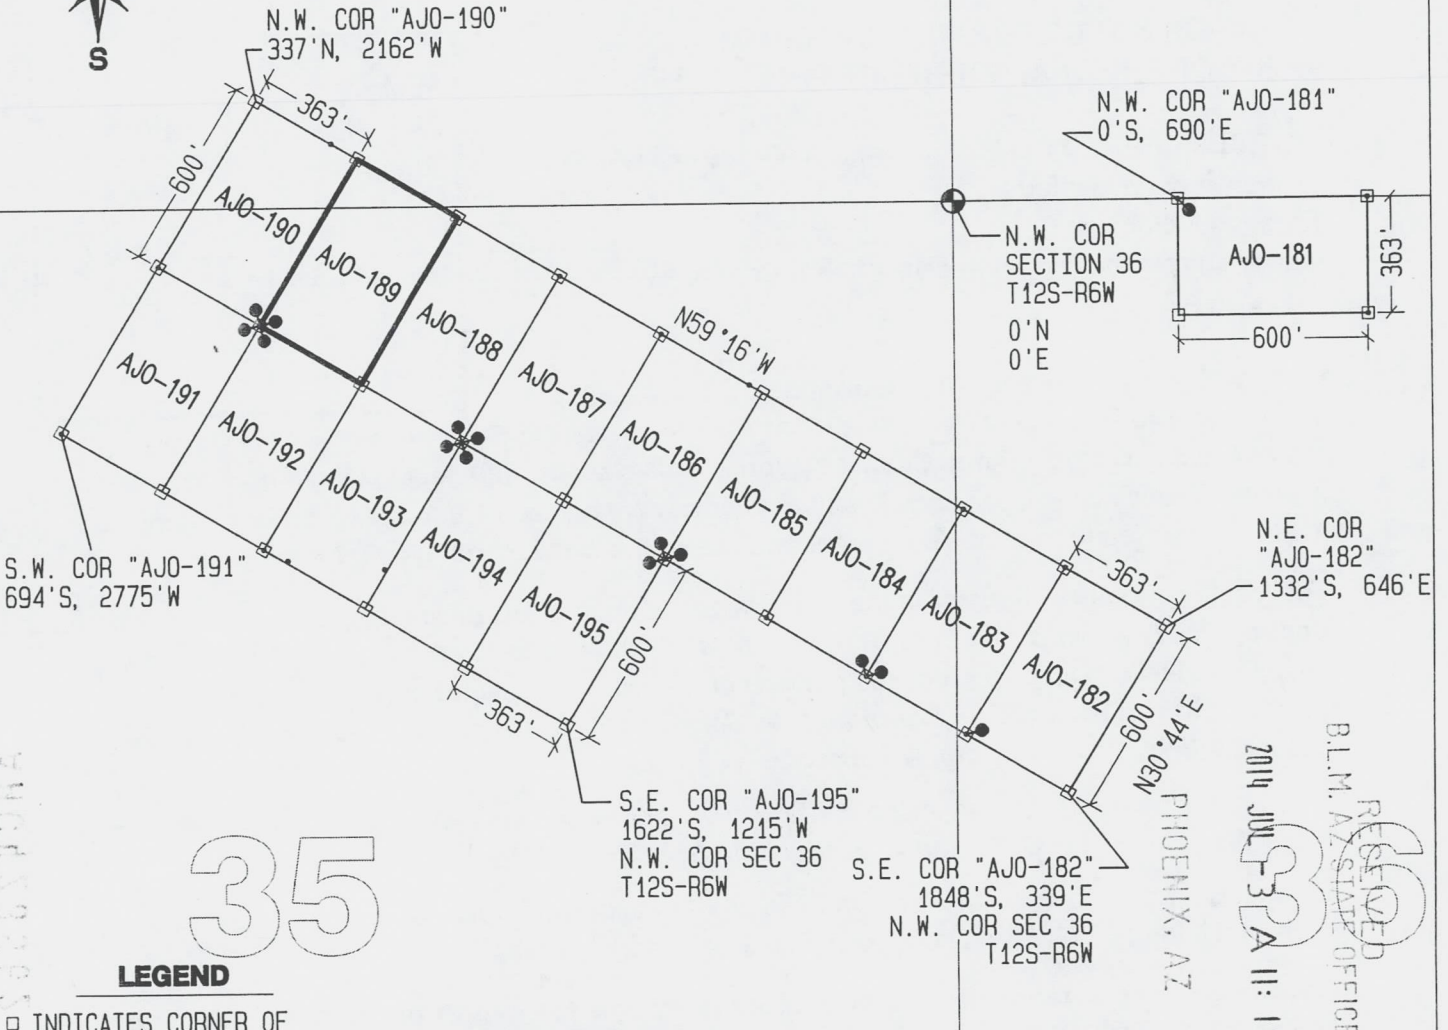 S
N.W. COR "AJO-190"
337'N, 2162'W
363'
600'
AJO-190
AJO-189
AJO-188
AJO-187
AJO-186
AJO-185
AJO-184
AJO-183
AJO-182
AJO-191
AJO-192
AJO-193
AJO-194
AJO-195
N59°16'W
N.W. COR "AJO-181"
0'S, 690'E
AJO-181
363'
600'
N.W. COR
SECTION 36
T12S-R6W
0'N
0'E
S.W. COR "AJO-191"
694'S, 2775'W
600'
363'
N.E. COR
"AJO-182"
1332'S, 646'E
363'
600'
N30°44'E
S.E. COR "AJO-195"
1622'S, 1215'W
N.W. COR SEC 36
T12S-R6W
S.E. COR "AJO-182"
1848'S, 339'E
N.W. COR SEC 36
T12S-R6W
35
36
RECEIVED
B.L.M. AZ STATE OFFICE
2014 JUL -3 A 11: 1
PHOENIX, AZ
LEGEND
INDICATES CORNER OF